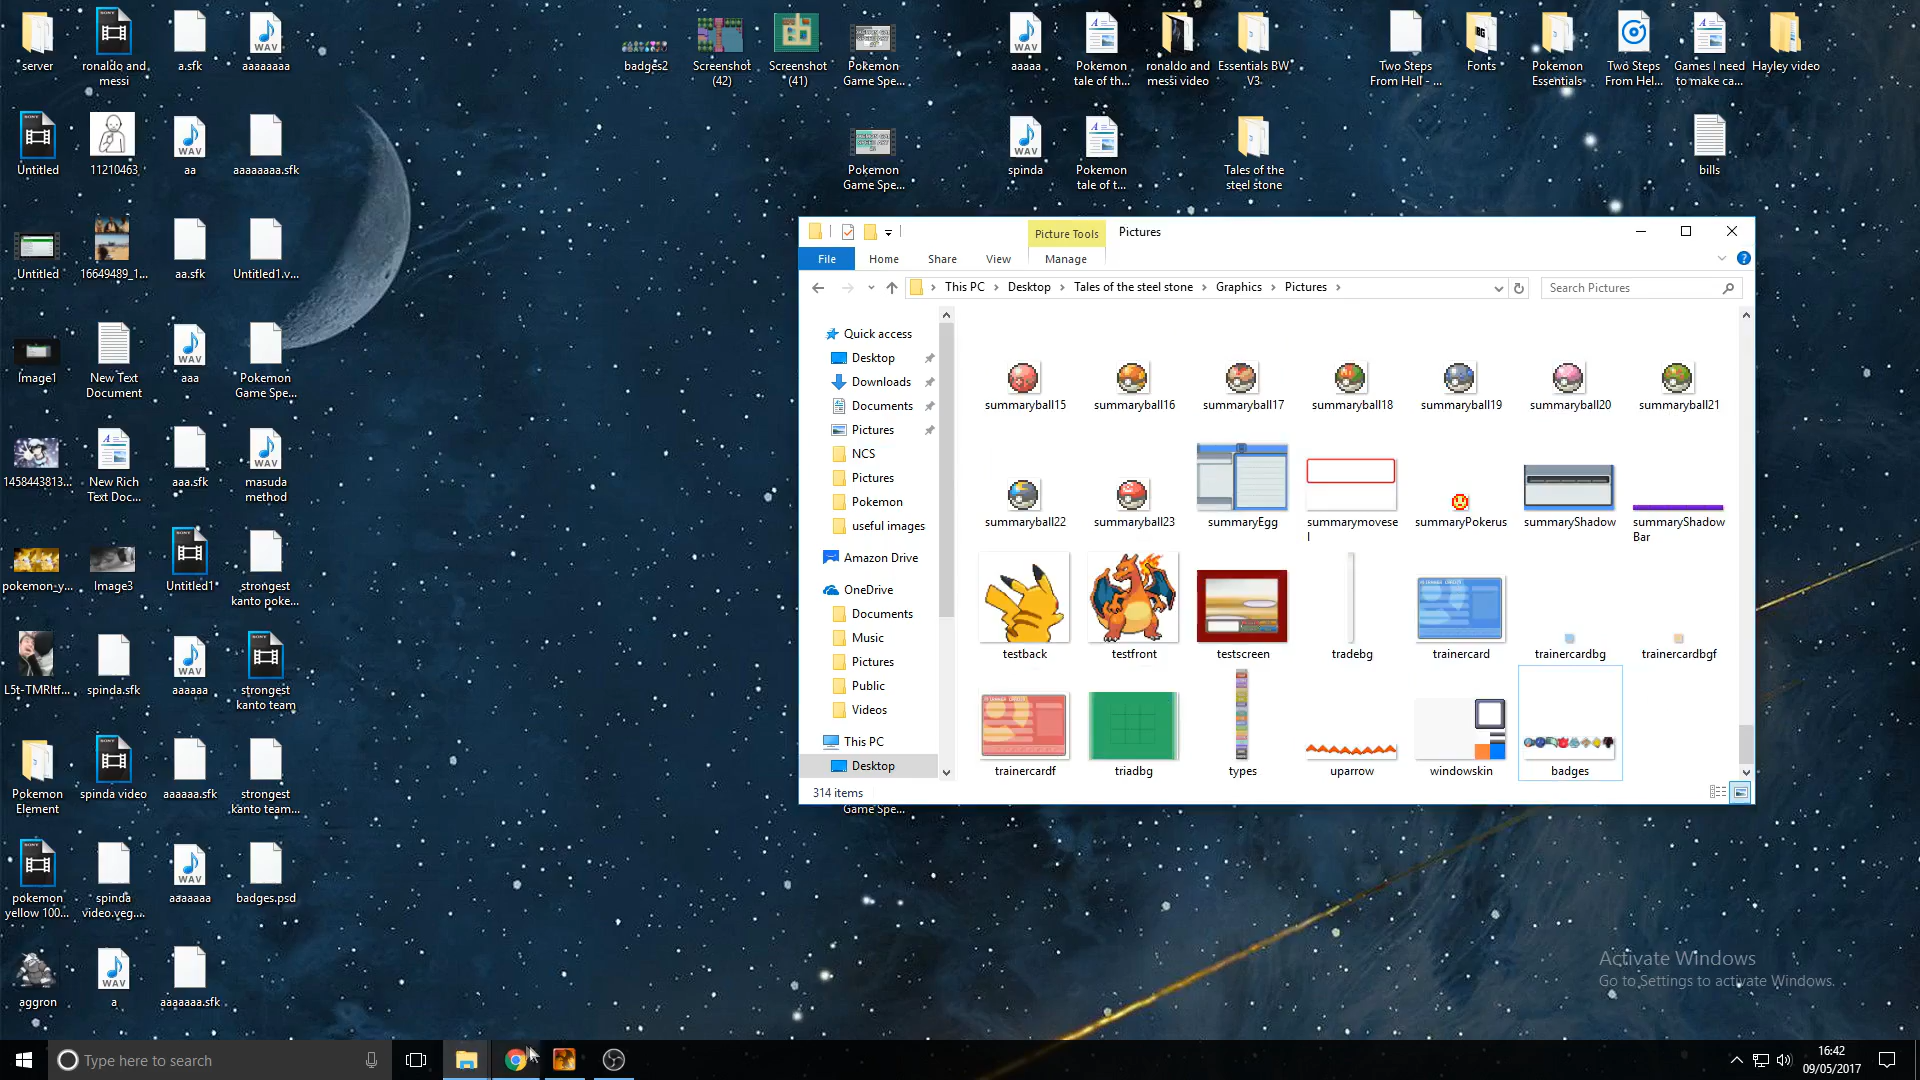 server
ronaldo and
messi
a.sfk
aaaaaaaa
badges2
Screenshot
(42)
Screenshot
(41)
Pokemon
Game Spe...
aaaaa
Pokemon
tale of th...
ronaldo and
messi video
Essentials BW
V3
Two Steps
From Hell - ...
Fonts
Pokemon
Essentials
Two Steps
From Hel...
Games I need
to make ca...
Hayley video
Untitled
11210463
aa
aaaaaaaa.sfk
Pokemon
Game Spe...
spinda
Pokemon
tale of t...
Tales of the
steel stone
bills
Untitled
16649489_1...
aa.sfk
Untitled1.v...
Image1
New Text
Document
aaa
Pokemon
Game Spe...
1458443813...
New Rich
Text Doc...
aaa.sfk
masuda
method
pokemon_y...
Image3
Untitled1
strongest
kanto poke...
L5t-TMRltf...
spinda.sfk
aaaaaa
strongest
kanto team
Pokemon
Element
spinda video
aaaaaa.sfk
strongest
kanto team...
pokemon
yellow 100...
spinda
video.veg....
aaaaaaa
badges.psd
aggron
a
aaaaaaa.sfk
Picture Tools
Pictures
File
Home
Share
View
Manage
This PC
Desktop
Tales of the steel stone
Graphics
Pictures
Search Pictures
Quick access
Desktop
Downloads
Documents
Pictures
NCS
Pictures
Pokemon
useful images
Amazon Drive
OneDrive
Documents
Music
Pictures
Public
Videos
This PC
Desktop
summaryball15
summaryball16
summaryball17
summaryball18
summaryball19
summaryball20
summaryball21
summaryball22
summaryball23
summaryEgg
summarymovese
l
summaryPokerus
summaryShadow
summaryShadow
Bar
testback
testfront
testscreen
tradebg
trainercard
trainercardbg
trainercardbgf
trainercardf
triadbg
types
uparrow
windowskin
badges
314 items
Game Spe...
Activate Windows
Go to Settings to activate Windows.
Type here to search
16:42
09/05/2017